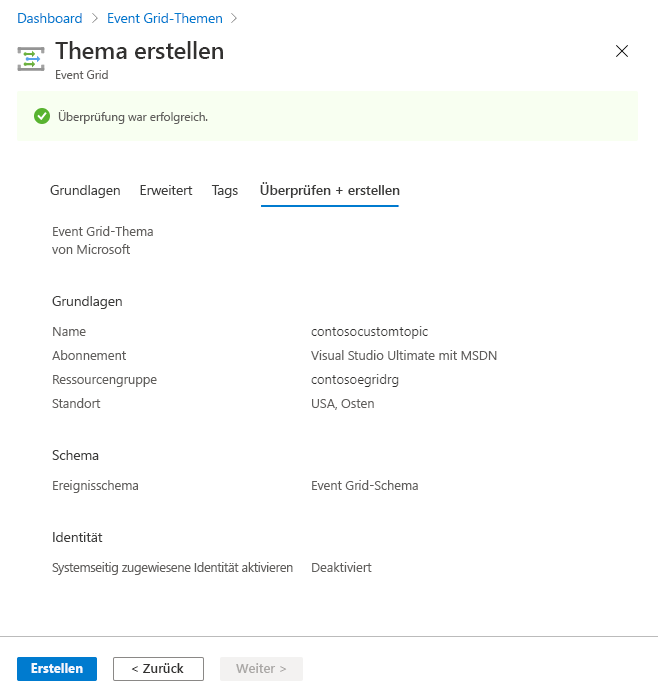 Dashboard > Event Grid-Themen >
Thema erstellen
Event Grid
Überprüfung war erfolgreich.
Grundlagen Erweitert Tags Überprüfen + erstellen
Event Grid-Thema
von Microsoft
Grundlagen
Name contosocustomtopic
Abonnement Visual Studio Ultimate mit MSDN
Ressourcengruppe contosoegridrg
Standort USA, Osten
Schema
Ereignisschema Event Grid-Schema
Identität
Systemseitig zugewiesene Identität aktivieren Deaktiviert
Erstellen < Zurück Weiter >